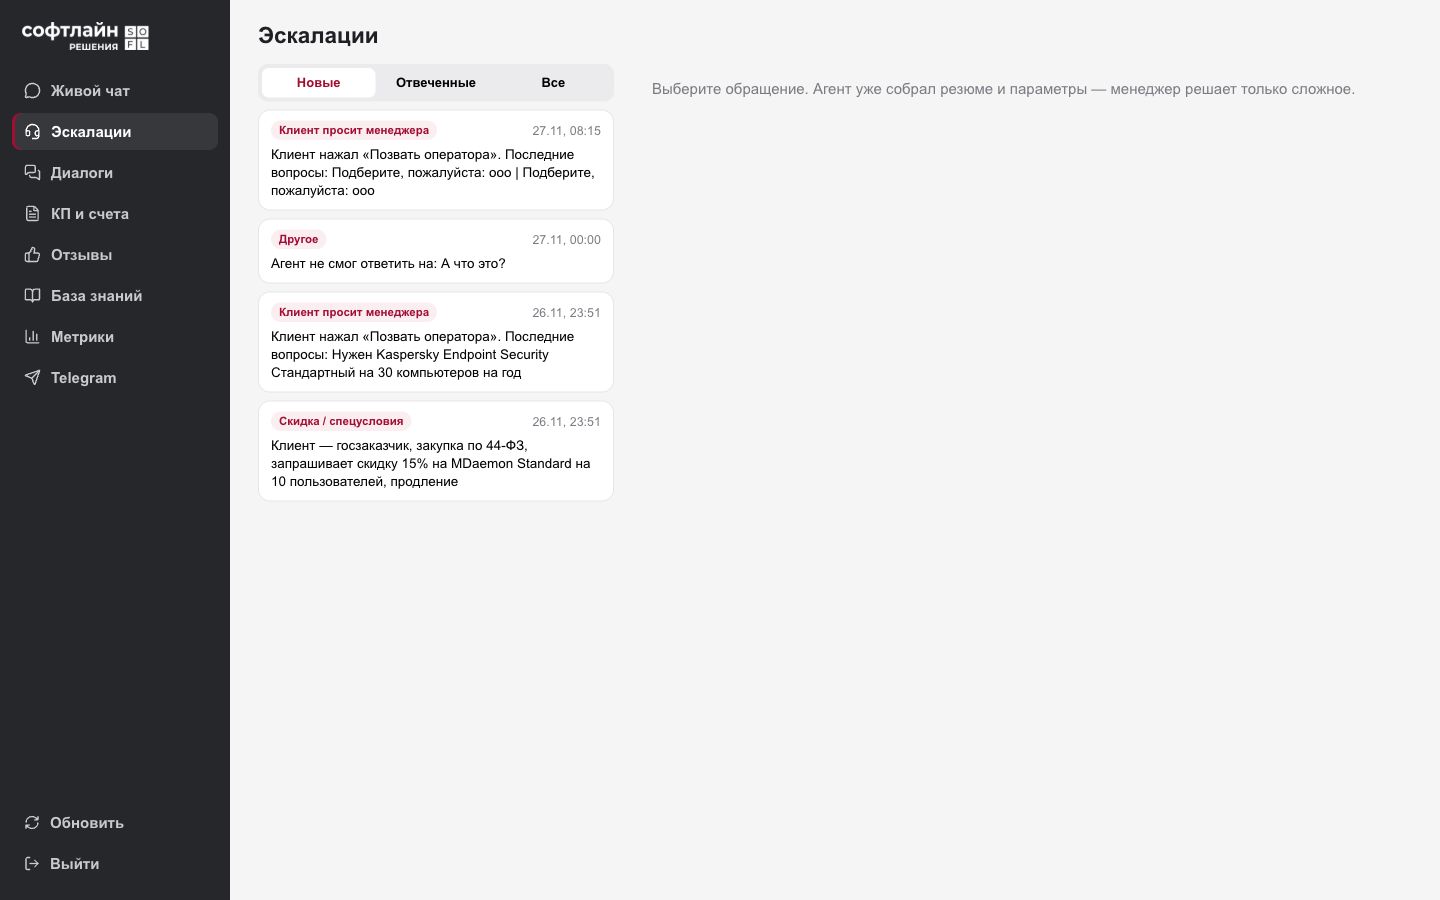 софтлайн
РЕШЕНИЯ
SO
FL
Живой чат
Эскалации
Диалоги
КП и счета
Отзывы
База знаний
Метрики
Telegram
Обновить
Выйти
Эскалации
Новые Отвеченные Все
Клиент просит менеджера 27.11, 08:15
Клиент нажал «Позвать оператора». Последние
вопросы: Подберите, пожалуйста: ооо | Подберите,
пожалуйста: ооо
Другое 27.11, 00:00
Агент не смог ответить на: А что это?
Клиент просит менеджера 26.11, 23:51
Клиент нажал «Позвать оператора». Последние
вопросы: Нужен Kaspersky Endpoint Security
Стандартный на 30 компьютеров на год
Скидка / спецусловия 26.11, 23:51
Клиент — госзаказчик, закупка по 44-ФЗ,
запрашивает скидку 15% на MDaemon Standard на
10 пользователей, продление
Выберите обращение. Агент уже собрал резюме и параметры — менеджер решает только сложное.